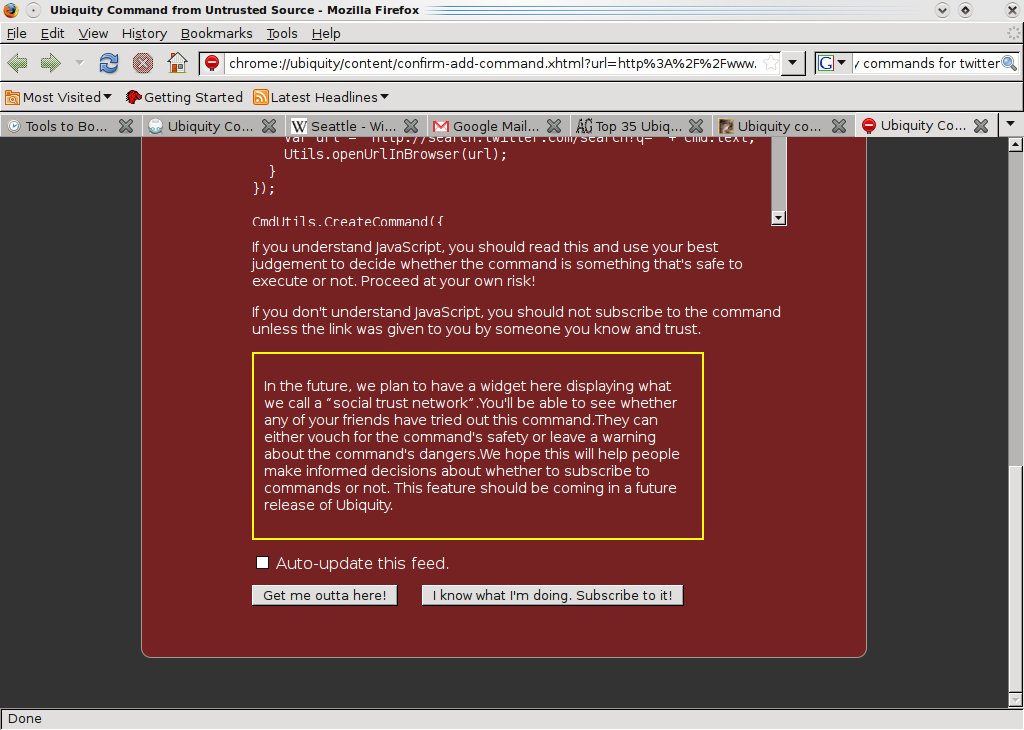 Ubiquity Command from Untrusted Source - Mozilla Firefox
File Edit View History Bookmarks Tools Help
chrome://ubiquity/content/confirm-add-command.xhtml?url=http%3A%2F%2Fwww.
G
commands for twitter
Most Visited Getting Started Latest Headlines
Tools to Bo... Ubiquity Co... W Seattle - Wi... Google Mail... AC Top 35 Ubiq... Ubiquity co... Ubiquity Co...
var url = "http://search.twitter.com/search?q=" + cmd.text;
Utils.openUrlInBrowser(url);
}
});
CmdUtils.CreateCommand({
If you understand JavaScript, you should read this and use your best
judgement to decide whether the command is something that's safe to
execute or not. Proceed at your own risk!
If you don't understand JavaScript, you should not subscribe to the command
unless the link was given to you by someone you know and trust.
In the future, we plan to have a widget here displaying what
we call a “social trust network”.You'll be able to see whether
any of your friends have tried out this command.They can
either vouch for the command's safety or leave a warning
about the command's dangers.We hope this will help people
make informed decisions about whether to subscribe to
commands or not. This feature should be coming in a future
release of Ubiquity.
Auto-update this feed.
Get me outta here! I know what I'm doing. Subscribe to it!
Done